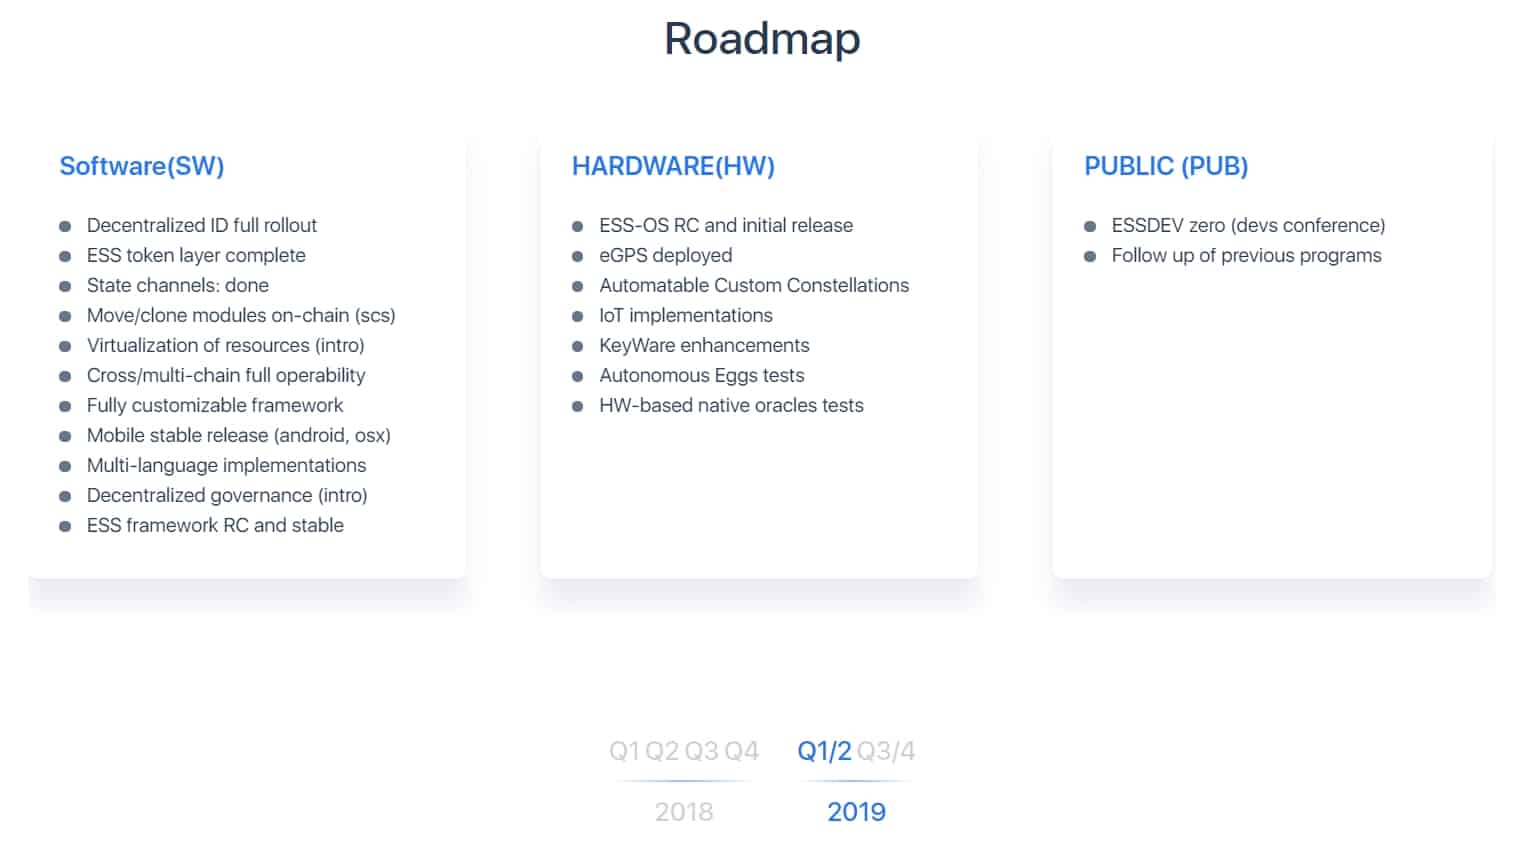 Roadmap
Software(SW)
Decentralized ID full rollout
ESS token layer complete
State channels: done
Move/clone modules on-chain (scs)
Virtualization of resources (intro)
Cross/multi-chain full operability
Fully customizable framework
Mobile stable release (android, osx)
Multi-language implementations
Decentralized governance (intro)
ESS framework RC and stable
HARDWARE(HW)
ESS-OS RC and initial release
eGPS deployed
Automatable Custom Constellations
IoT implementations
KeyWare enhancements
Autonomous Eggs tests
HW-based native oracles tests
PUBLIC (PUB)
ESSDEV zero (devs conference)
Follow up of previous programs
Q1 Q2 Q3 Q4
2018
Q1/2 Q3/4
2019